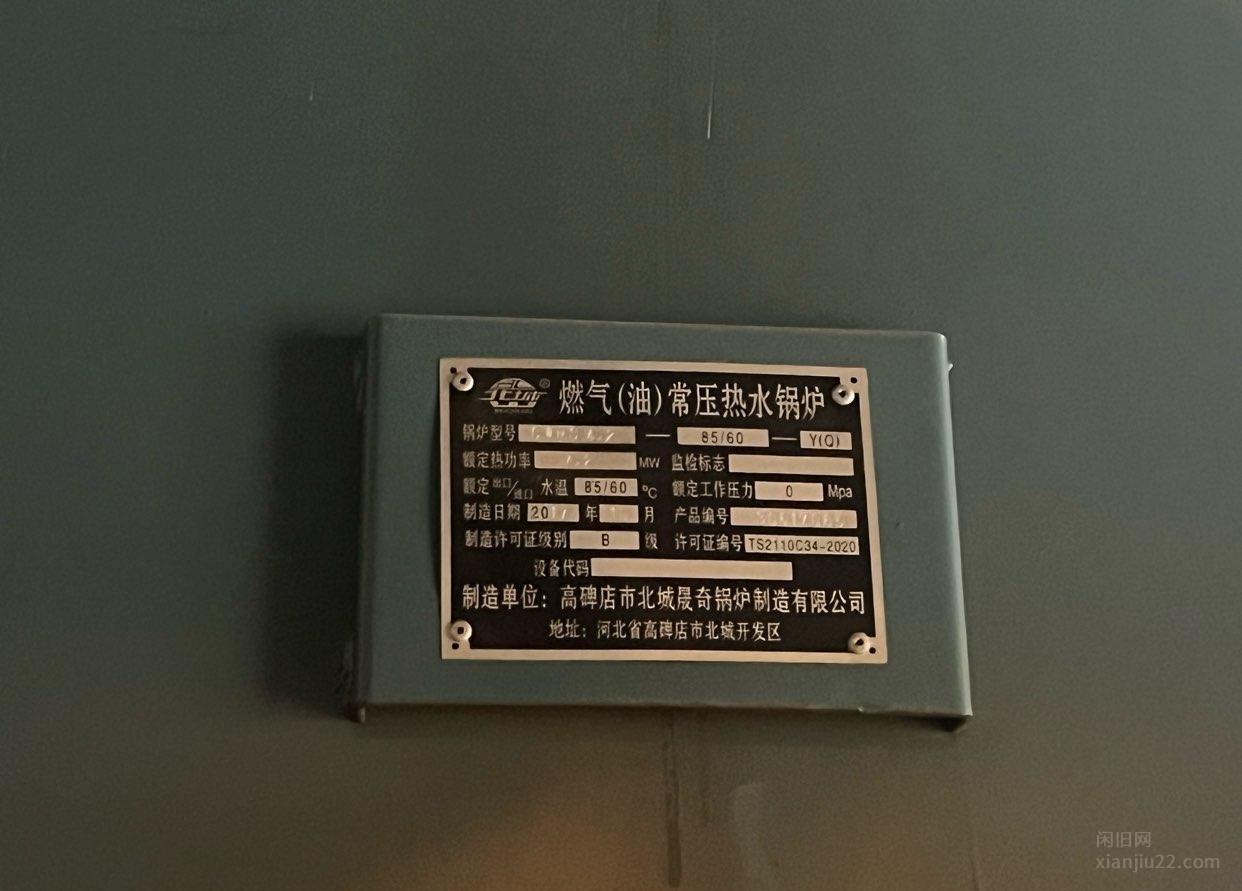 北城® 燃气(油)常压热水锅炉
锅炉型号 — 85/60 — Y(Q)
额定热功率 MW 监检标志
额定出口/进口水温 85/60 ℃ 额定工作压力 0 Mpa
制造日期 2017 年 月 产品编号
制造许可证级别 B 级 许可证编号 TS2110C34-2020
设备代码
制造单位：高碑店市北城晟奇锅炉制造有限公司
地址：河北省高碑店市北城开发区
闲旧网
xianjiu22.com